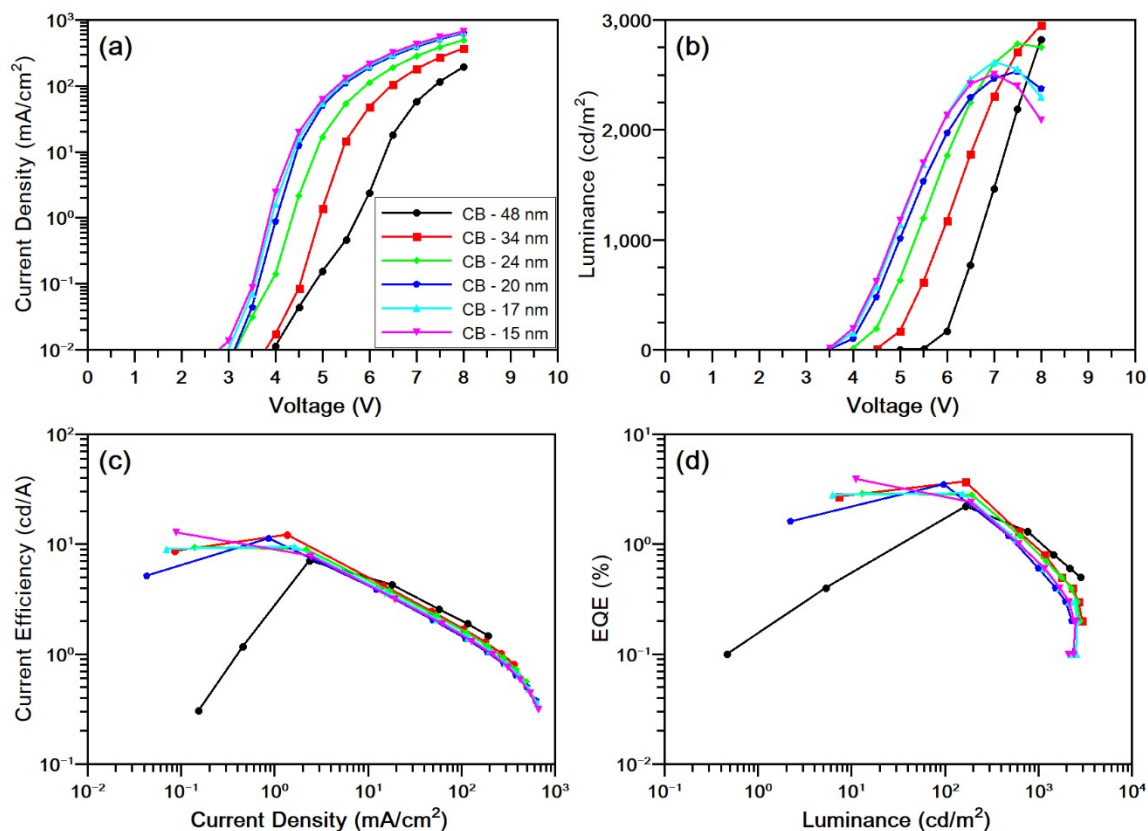 (a)
Current Density (mA/cm²)
10³
10²
10¹
10⁰
10⁻¹
10⁻²
CB - 48 nm
CB - 34 nm
CB - 24 nm
CB - 20 nm
CB - 17 nm
CB - 15 nm
0 1 2 3 4 5 6 7 8 9 10
Voltage (V)
(b)
Luminance (cd/m²)
3,000
2,000
1,000
0
0 1 2 3 4 5 6 7 8 9 10
Voltage (V)
(c)
Current Efficiency (cd/A)
10²
10¹
10⁰
10⁻¹
10⁻² 10⁻¹ 10⁰ 10¹ 10² 10³
Current Density (mA/cm²)
(d)
EQE (%)
10¹
10⁰
10⁻¹
10⁻²
10⁻¹ 10⁰ 10¹ 10² 10³ 10⁴
Luminance (cd/m²)